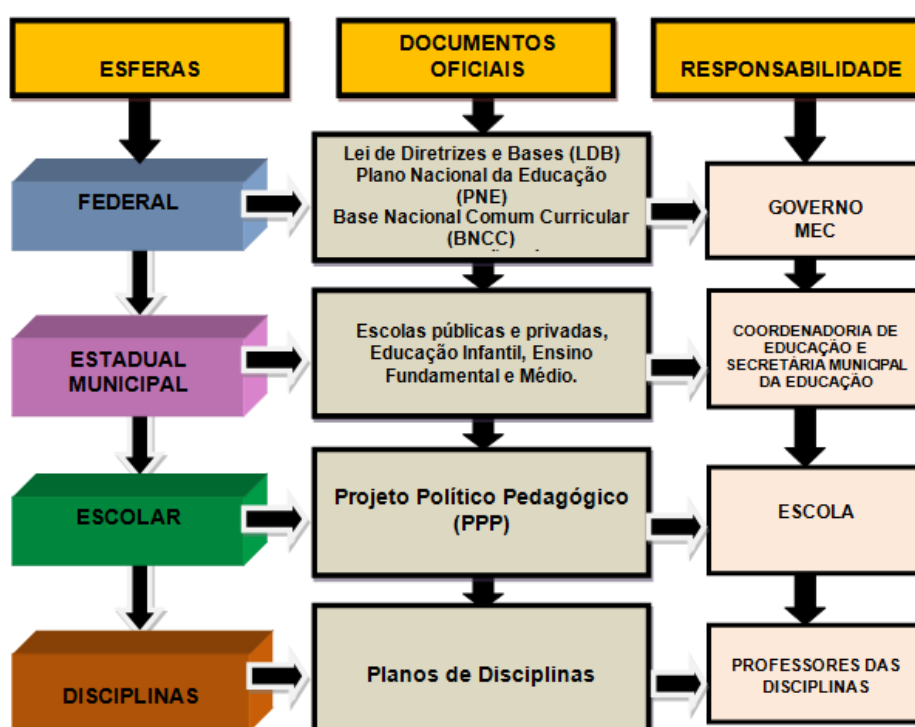 ESFERAS
DOCUMENTOS
OFICIAIS
RESPONSABILIDADE
FEDERAL
Lei de Diretrizes e Bases (LDB)
Plano Nacional da Educação
(PNE)
Base Nacional Comum Curricular
(BNCC)
GOVERNO
MEC
ESTADUAL
MUNICIPAL
Escolas públicas e privadas,
Educação Infantil, Ensino
Fundamental e Médio.
COORDENADORIA DE
EDUCAÇÃO E
SECRETÁRIA MUNICIPAL
DA EDUCAÇÃO
ESCOLAR
Projeto Político Pedagógico
(PPP)
ESCOLA
DISCIPLINAS
Planos de Disciplinas
PROFESSORES DAS
DISCIPLINAS